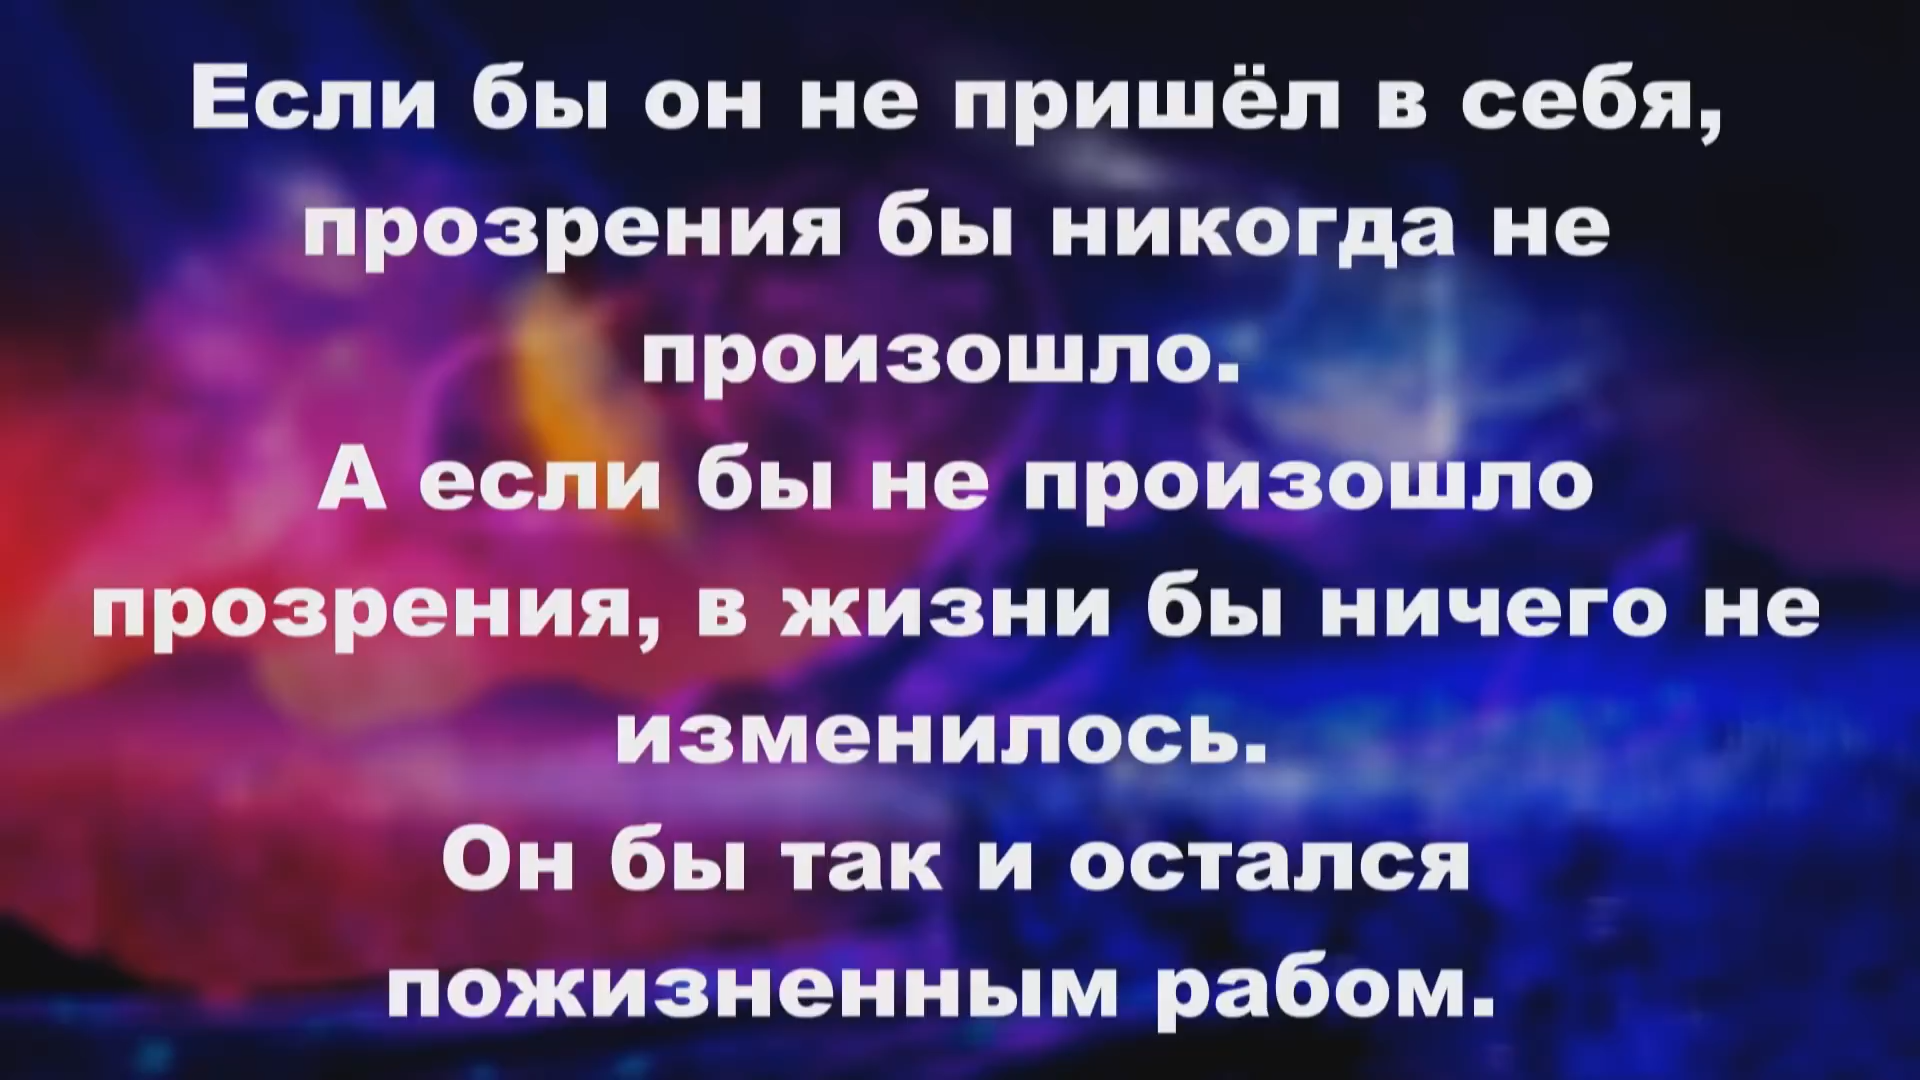 Если бы он не пришёл в себя,
прозрения бы никогда не
произошло.
А если бы не произошло
прозрения, в жизни бы ничего не
изменилось.
Он бы так и остался
пожизненным рабом.